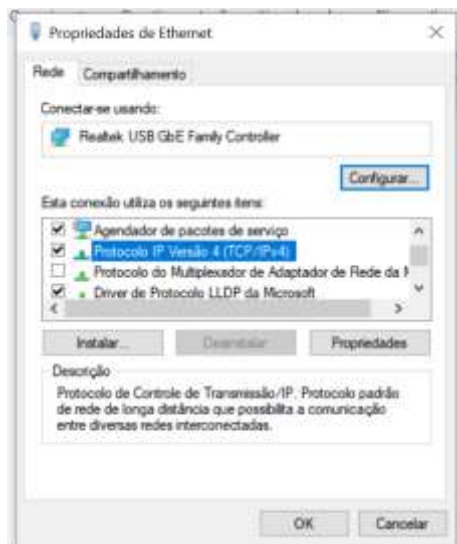 Propriedades de Ethernet
Rede Compartilhamento
Conectar-se usando:
Realtek USB GbE Family Controller
Configurar...
Esta conexão utiliza os seguintes itens:
Agendador de pacotes de serviço
Protocolo IP Versão 4 (TCP/IPv4)
Protocolo do Multiplexador de Adaptador de Rede da
Driver de Protocolo LLDP da Microsoft
Instalar... Desinstalar Propriedades
Descrição
Protocolo de Controle de Transmissão/IP. Protocolo padrão
de rede de longa distância que possibilita a comunicação
entre diversas redes interconectadas.
OK Cancelar